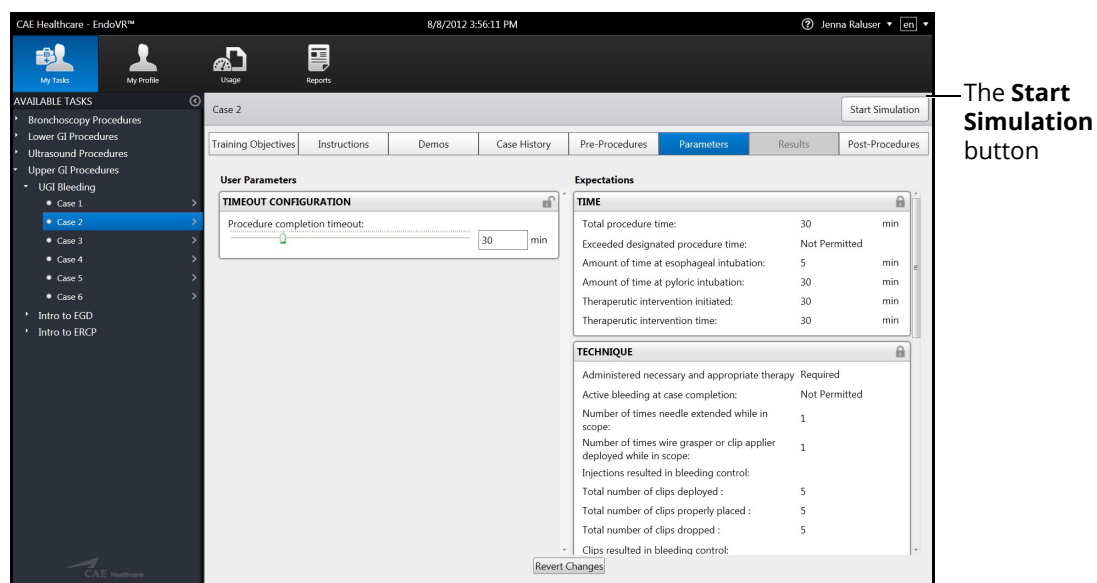 CAE Healthcare - EndoVR™
8/8/2012 3:56:11 PM
Jenna Raluser
en
My Tasks
My Profile
Usage
Reports
AVAILABLE TASKS
Bronchoscopy Procedures
Lower GI Procedures
Ultrasound Procedures
Upper GI Procedures
UGI Bleeding
Case 1
Case 2
Case 3
Case 4
Case 5
Case 6
Intro to EGD
Intro to ERCP
CAE Healthcare
Case 2
Start Simulation
Training Objectives
Instructions
Demos
Case History
Pre-Procedures
Parameters
Results
Post-Procedures
User Parameters
TIMEOUT CONFIGURATION
Procedure completion timeout:
30 min
Expectations
TIME
Total procedure time: 30 min
Exceeded designated procedure time: Not Permitted
Amount of time at esophageal intubation: 5 min
Amount of time at pyloric intubation: 30 min
Theraperutic intervention initiated: 30 min
Theraperutic intervention time: 30 min
TECHNIQUE
Administered necessary and appropriate therapy Required
Active bleeding at case completion: Not Permitted
Number of times needle extended while in
scope: 1
Number of times wire grasper or clip applier
deployed while in scope: 1
Injections resulted in bleeding control:
Total number of clips deployed : 5
Total number of clips properly placed : 5
Total number of clips dropped : 5
Clips resulted in bleeding control:
Revert Changes
The Start
Simulation
button